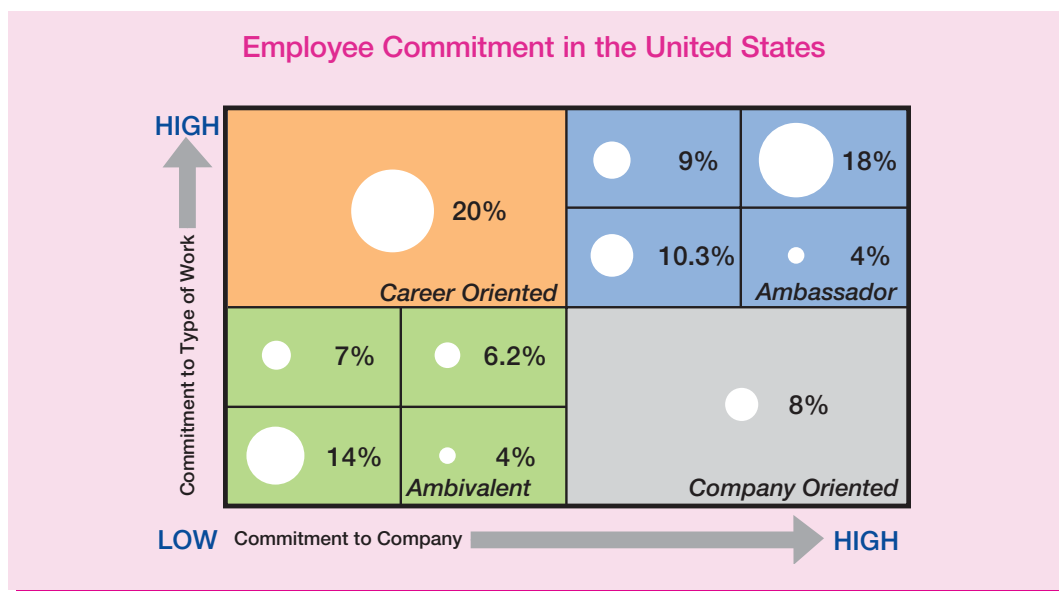 Employee Commitment in the United States
HIGH
9%
18%
20%
10.3%
4%
Career Oriented
Ambassador
Commitment to Type of Work
7%
6.2%
8%
14%
4%
Ambivalent
Company Oriented
LOW Commitment to Company HIGH